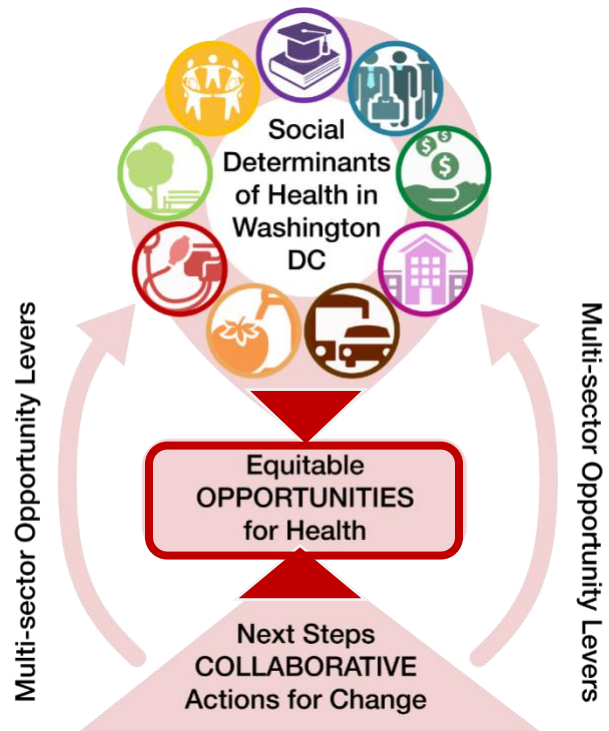 Social
Determinants
of Health in
Washington
DC
Multi-sector Opportunity Levers
Multi-sector Opportunity Levers
Equitable
OPPORTUNITIES
for Health
Next Steps
COLLABORATIVE
Actions for Change
$
$
$